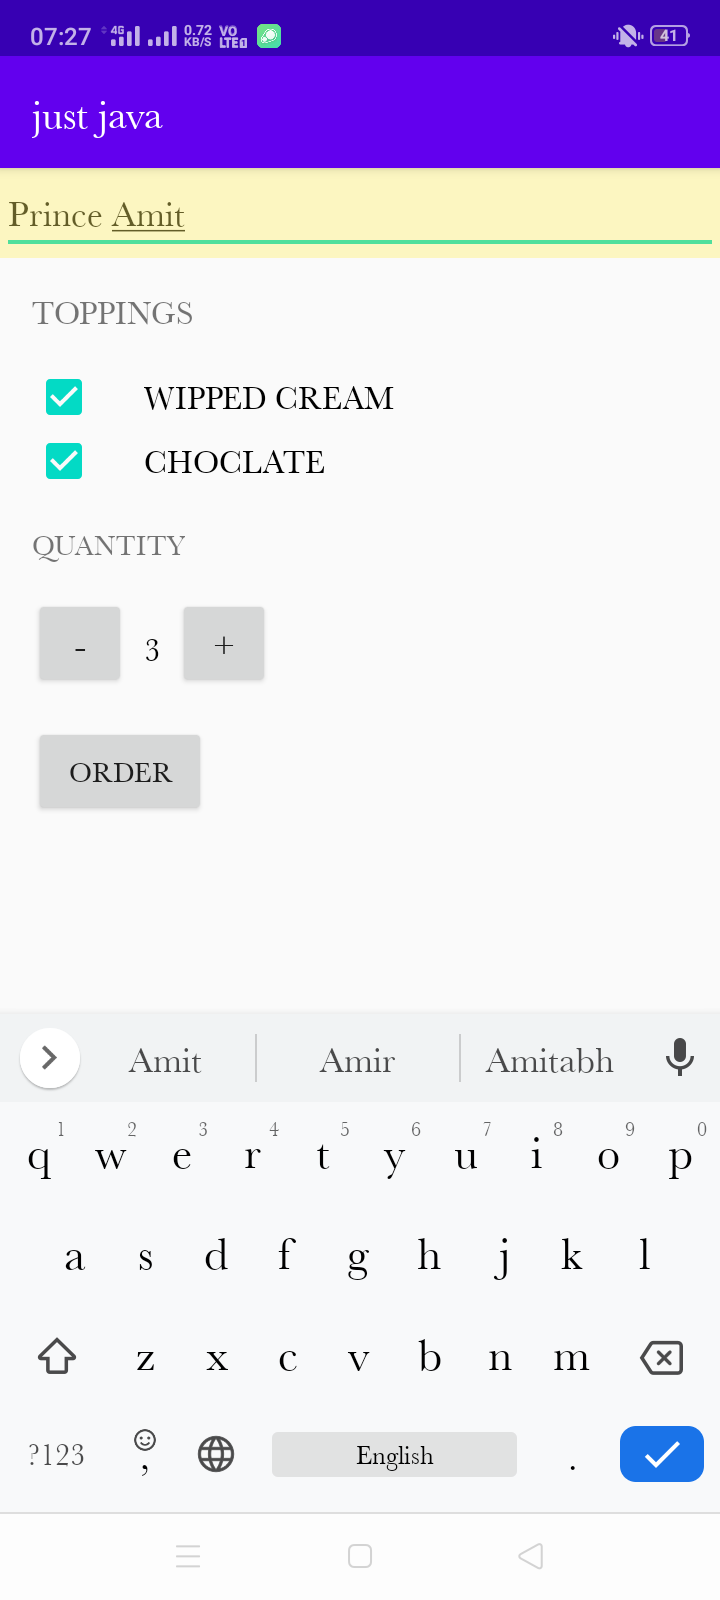 07:27 4G 0.72 KB/S VO LTE 41
just java
Prince Amit
TOPPINGS
WIPPED CREAM
CHOCLATE
QUANTITY
- 3 +
ORDER
Amit Amir Amitabh
1 2 3 4 5 6 7 8 9 0
q w e r t y u i o p
a s d f g h j k l
z x c v b n m
?123 , English .